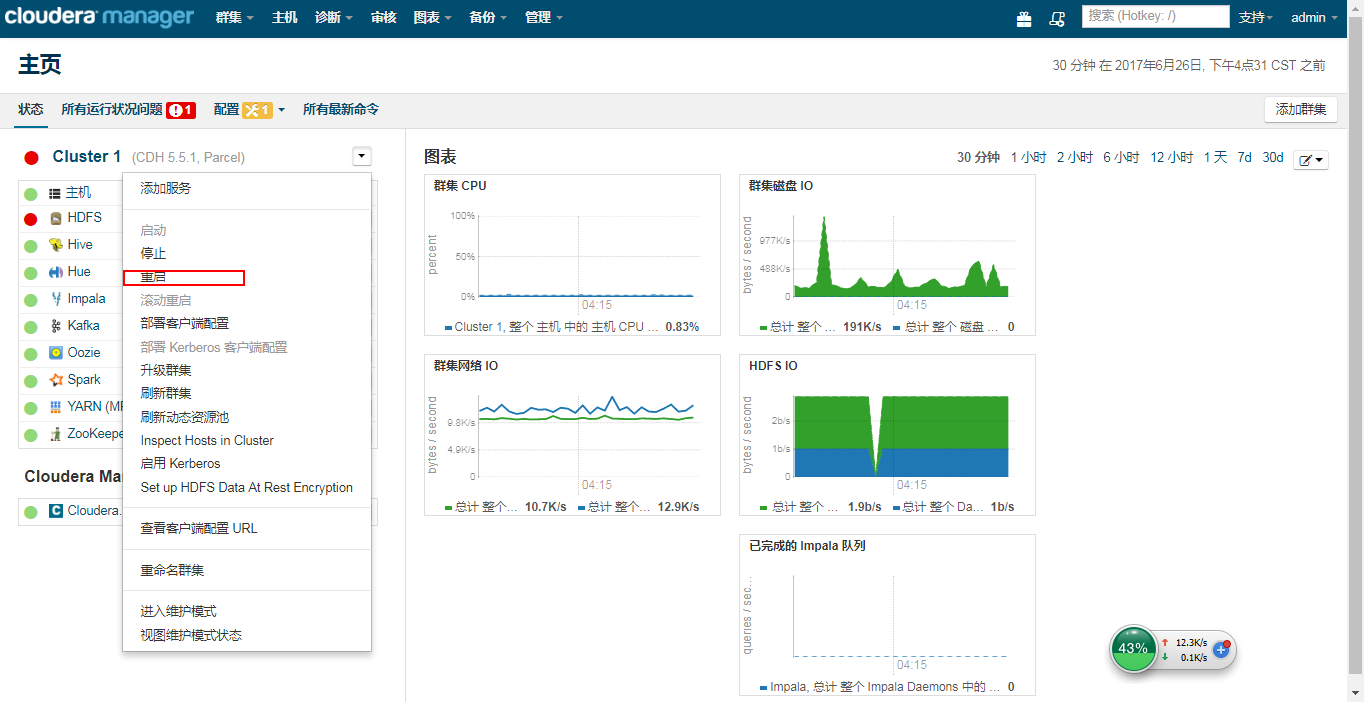 cloudera manager 群集 主机 诊断 审核 图表 备份 管理 搜索 (Hotkey: /) 支持 admin
主页
30 分钟 在 2017年6月26日, 下午4点31 CST 之前
状态 所有运行状况问题 1 配置 1 所有最新命令 添加群集
Cluster 1 (CDH 5.5.1, Parcel)
主机
HDFS
Hive
Hue
Impala
Kafka
Oozie
Spark
YARN (MR
ZooKeepe
Cloudera Ma
Cloudera.
添加服务
启动
停止
重启
滚动重启
部署客户端配置
部署 Kerberos 客户端配置
升级群集
刷新群集
刷新动态资源池
Inspect Hosts in Cluster
启用 Kerberos
Set up HDFS Data At Rest Encryption
查看客户端配置 URL
重命名群集
进入维护模式
视图维护模式状态
图表
30 分钟 1 小时 2 小时 6 小时 12 小时 1 天 7d 30d
群集 CPU
percent
100%
50%
0%
04:15
Cluster 1, 整个 主机 中的 主机 CPU ... 0.83%
群集磁盘 IO
bytes / second
977K/s
488K/s
0
04:15
总计 整个 ... 191K/s 总计 整个 磁盘 ... 0
群集网络 IO
bytes / second
9.8K/s
4.9K/s
0
04:15
总计 整个... 10.7K/s 总计 整个... 12.9K/s
HDFS IO
bytes / second
2b/s
1b/s
0
04:15
总计 整个 ... 1.9b/s 总计 整个 Da... 1b/s
已完成的 Impala 队列
queries / sec...
04:15
Impala, 总计 整个 Impala Daemons 中的 ... 0
43% 12.3K/s
0.1K/s